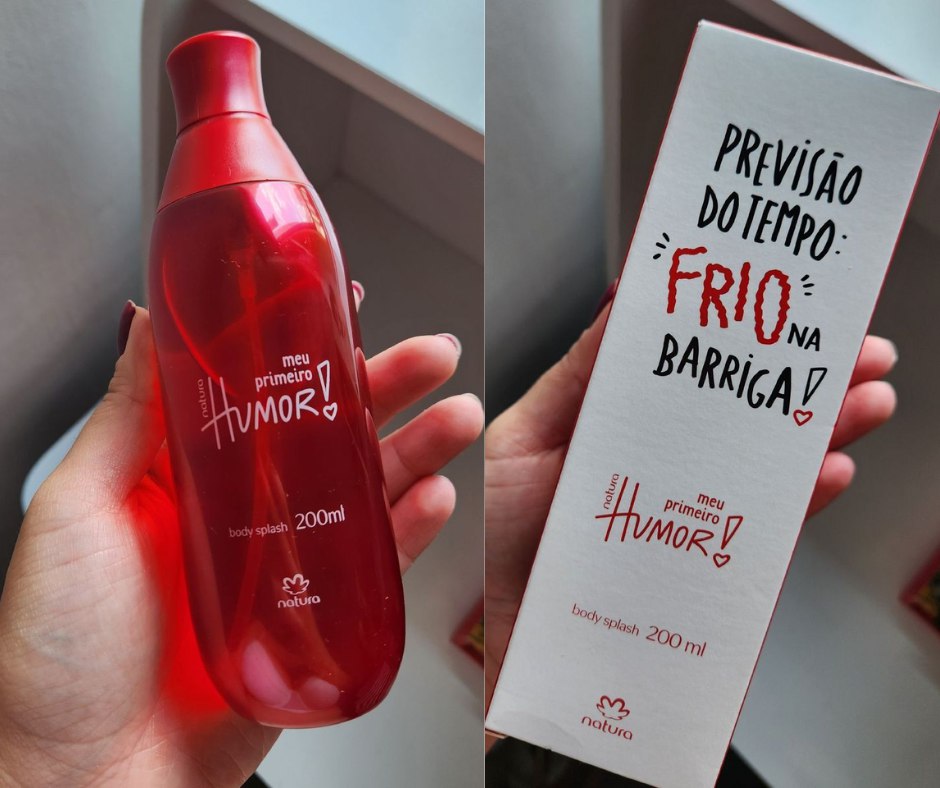 natura
meu
primeiro
HUMOR!
body splash 200ml
natura
PREVISÃO
DO TEMPO:
"FRIO" NA
BARRIGA!
natura
meu
primeiro
HUMOR!
body splash 200 ml
natura